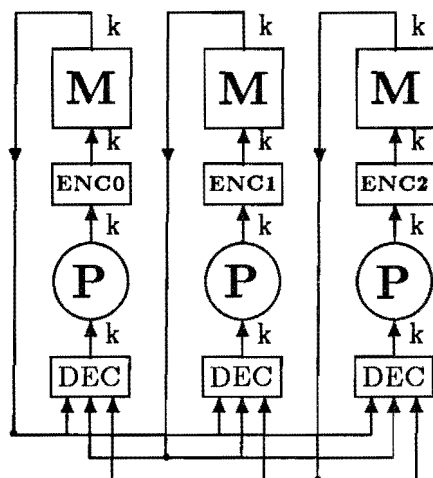 k k k
M M M
k k k
ENC0 ENC1 ENC2
k k k
P P P
k k k
DEC DEC DEC